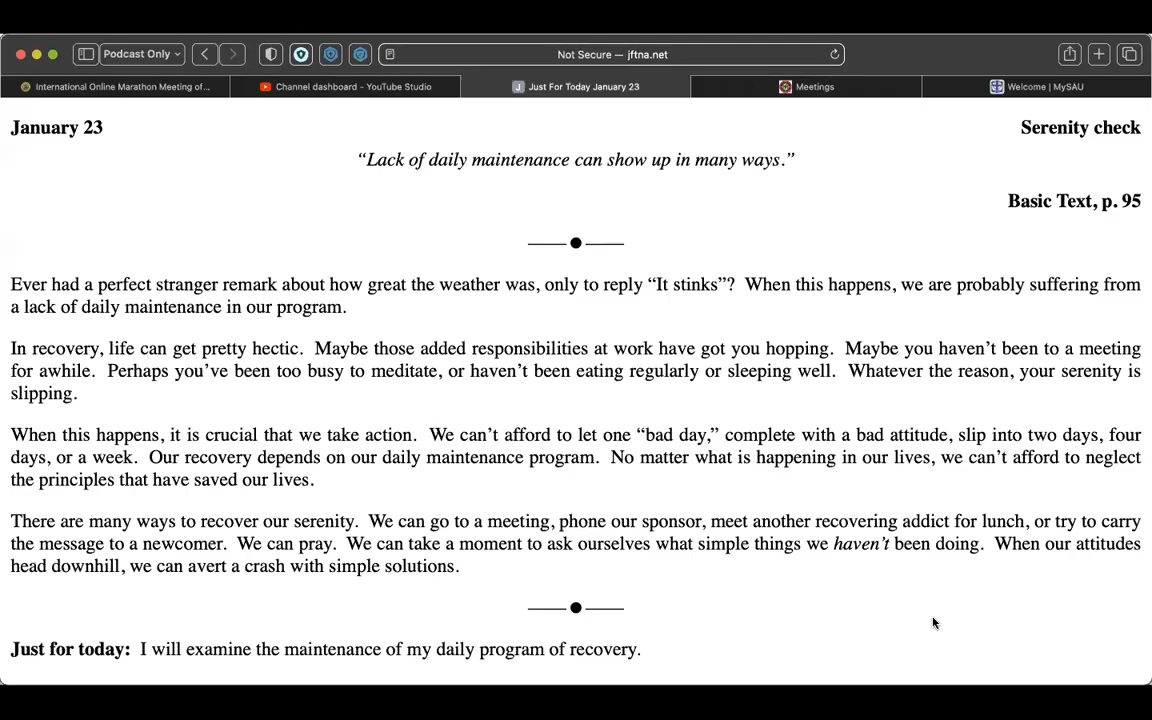 Podcast Only
Not Secure — jftna.net
International Online Marathon Meeting of...
Channel dashboard - YouTube Studio
J Just For Today January 23
Meetings
Welcome | MySAU
January 23
Serenity check
“Lack of daily maintenance can show up in many ways.”
Basic Text, p. 95
Ever had a perfect stranger remark about how great the weather was, only to reply “It stinks”? When this happens, we are probably suffering from
a lack of daily maintenance in our program.
In recovery, life can get pretty hectic. Maybe those added responsibilities at work have got you hopping. Maybe you haven’t been to a meeting
for awhile. Perhaps you’ve been too busy to meditate, or haven’t been eating regularly or sleeping well. Whatever the reason, your serenity is
slipping.
When this happens, it is crucial that we take action. We can’t afford to let one “bad day,” complete with a bad attitude, slip into two days, four
days, or a week. Our recovery depends on our daily maintenance program. No matter what is happening in our lives, we can’t afford to neglect
the principles that have saved our lives.
There are many ways to recover our serenity. We can go to a meeting, phone our sponsor, meet another recovering addict for lunch, or try to carry
the message to a newcomer. We can pray. We can take a moment to ask ourselves what simple things we haven’t been doing. When our attitudes
head downhill, we can avert a crash with simple solutions.
Just for today: I will examine the maintenance of my daily program of recovery.